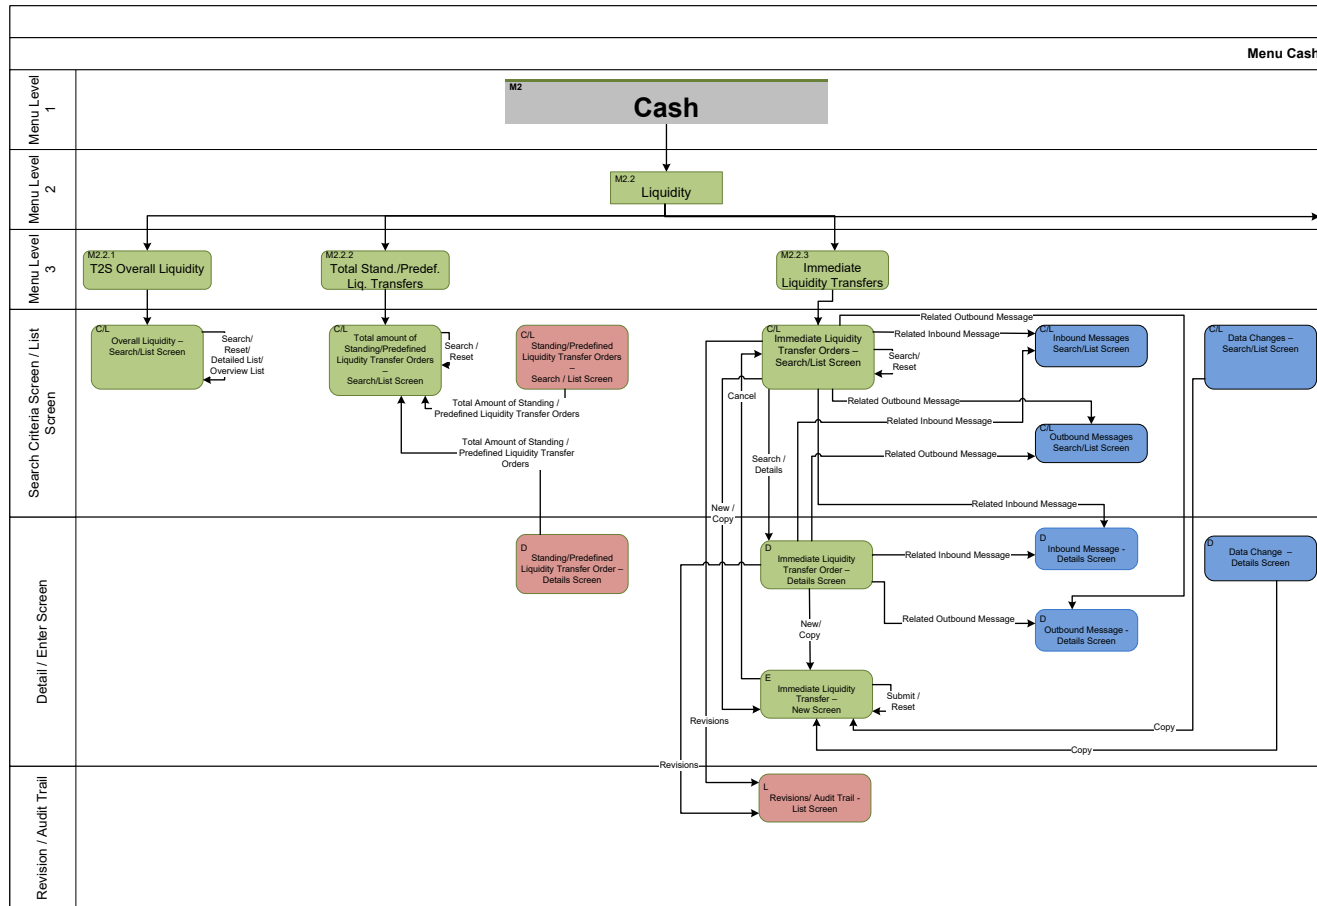 Menu Cash
Menu Level
1
M2
Cash
Menu Level
2
M2.2
Liquidity
Menu Level
3
M2.2.1
T2S Overall Liquidity
M2.2.2
Total Stand./Predef.
Liq. Transfers
M2.2.3
Immediate
Liquidity Transfers
Search Criteria Screen / List
Screen
C/L
Overall Liquidity –
Search/List Screen
Search/
Reset/
Detailed List/
Overview List
C/L
Total amount of
Standing/Predefined
Liquidity Transfer Orders
–
Search/List Screen
Search /
Reset
C/L
Standing/Predefined
Liquidity Transfer Orders
–
Search / List Screen
Total Amount of Standing /
Predefined Liquidity Transfer Orders
Total Amount of Standing /
Predefined Liquidity Transfer
Orders
C/L
Immediate Liquidity
Transfer Orders –
Search/List Screen
Search/
Reset
Related Outbound Message
Related Inbound Message
C/L
Inbound Messages
Search/List Screen
C/L
Data Changes –
Search/List Screen
Cancel
Related Outbound Message
Related Inbound Message
C/L
Outbound Messages
Search/List Screen
Related Outbound Message
Search /
Details
New /
Copy
Related Inbound Message
Detail / Enter Screen
D
Standing/Predefined
Liquidity Transfer Order –
Details Screen
D
Immediate Liquidity
Transfer Order –
Details Screen
Related Inbound Message
D
Inbound Message -
Details Screen
D
Data Change –
Details Screen
New/
Copy
Related Outbound Message
D
Outbound Message -
Details Screen
E
Immediate Liquidity
Transfer –
New Screen
Submit /
Reset
Revisions
Copy
Copy
Revisions
Revision / Audit Trail
L
Revisions/ Audit Trail -
List Screen